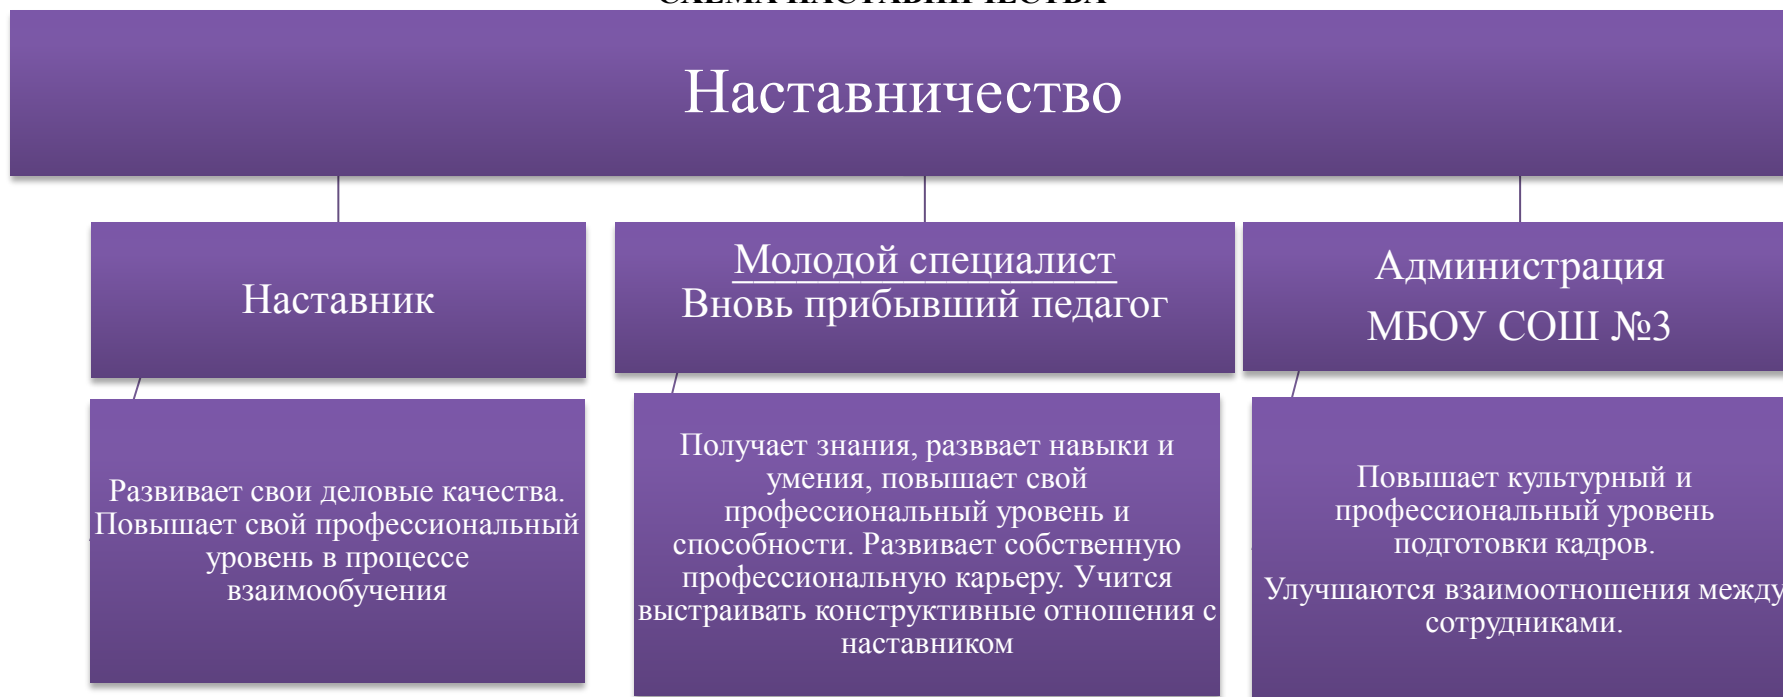 СХЕМА НАСТАВНИЧЕСТВА
Наставничество
Наставник
Развивает свои деловые качества.
Повышает свой профессиональный
уровень в процессе
взаимообучения
Молодой специалист
Вновь прибывший педагог
Получает знания, разввает навыки и
умения, повышает свой
профессиональный уровень и
способности. Развивает собственную
профессиональную карьеру. Учится
выстраивать конструктивные отношения с
наставником
Администрация
МБОУ СОШ №3
Повышает культурный и
профессиональный уровень
подготовки кадров.
Улучшаются взаимоотношения между
сотрудниками.